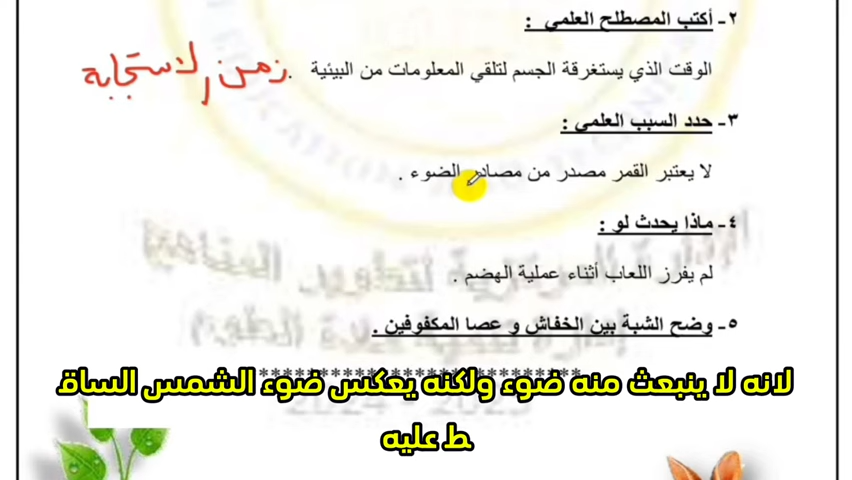 ٢- أكتب المصطلح العلمي :
الوقت الذي يستغرقة الجسم لتلقي المعلومات من البيئية . زمن الاستجابة
٣- حدد السبب العلمي :
لا يعتبر القمر مصدر من مصادر الضوء .
٤- ماذا يحدث لو :
لم يفرز اللعاب أثناء عملية الهضم .
٥- وضح الشبة بين الخفاش و عصا المكفوفين .
لانه لا ينبعث منه ضوء ولكنه يعكس ضوء الشمس الساق
ط عليه